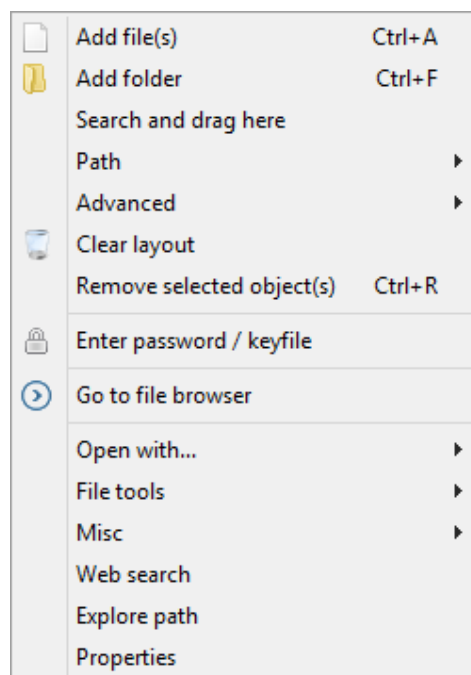 Add file(s) Ctrl+A
Add folder Ctrl+F
Search and drag here
Path
Advanced
Clear layout
Remove selected object(s) Ctrl+R
Enter password / keyfile
Go to file browser
Open with...
File tools
Misc
Web search
Explore path
Properties